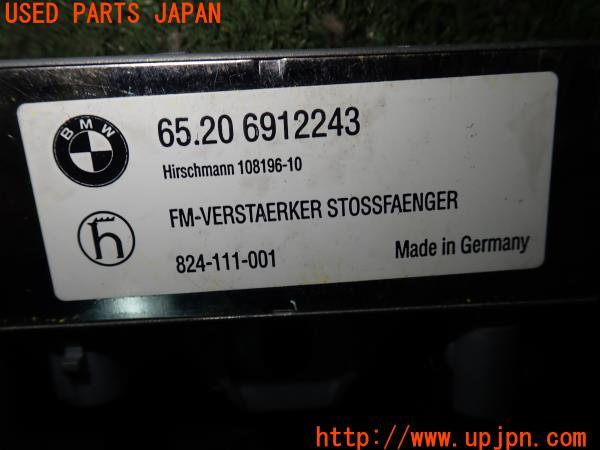 USED PARTS JAPAN
BMW
65.20 6912243
Hirschmann 108196-10
h
FM-VERSTAERKER STOSSFAENGER
824-111-001
Made in Germany
http://www.upjpn.com